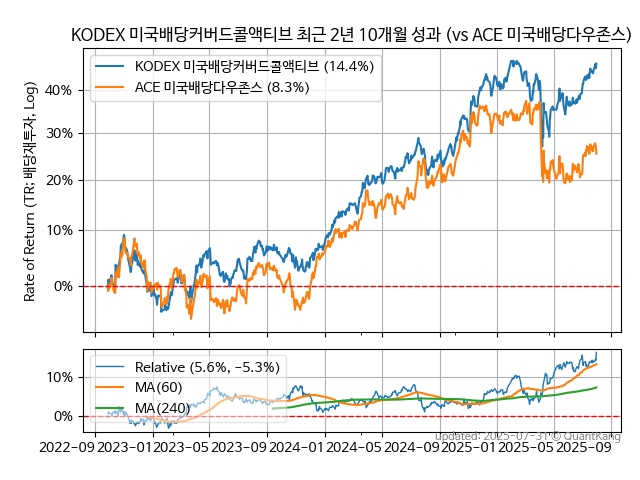 KODEX 미국배당커버드콜액티브 최근 2년 10개월 성과 (vs ACE 미국배당다우존스)
Rate of Return (TR: 배당재투자, Log)
KODEX 미국배당커버드콜액티브 (14.4%)
ACE 미국배당다우존스 (8.3%)
40%
30%
20%
10%
0%
Relative (5.6%, −5.3%)
MA(60)
MA(240)
10%
0%
2022-09 2023-01 2023-05 2023-09 2024-01 2024-05 2024-09 2025-01 2025-05 2025-09
updated: 2025-07-31 © QuantKang